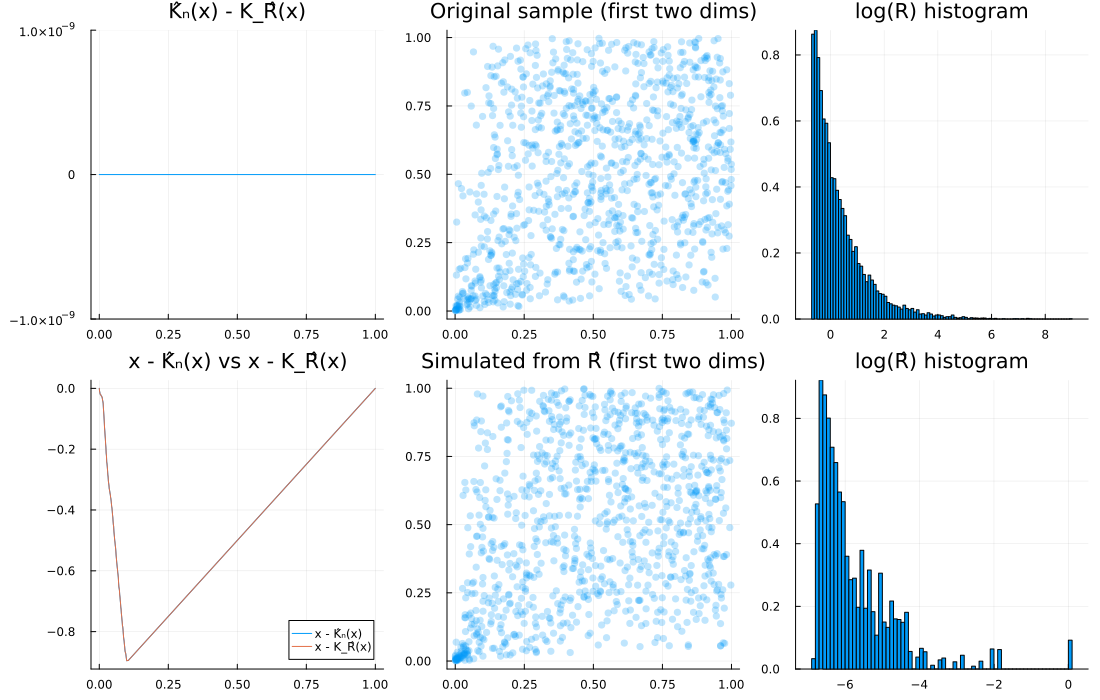 K̂ₙ(x) - K_R̂(x)
1.0×10⁻⁹
0
−1.0×10⁻⁹
0.00 0.25 0.50 0.75 1.00
Original sample (first two dims)
1.00
0.75
0.50
0.25
0.00
0.00 0.25 0.50 0.75 1.00
log(R) histogram
0.8
0.6
0.4
0.2
0.0
0 2 4 6 8
x - K̂ₙ(x) vs x - K_R̂(x)
0.0
−0.2
−0.4
−0.6
−0.8
0.00 0.25 0.50 0.75 1.00
x - K̂ₙ(x)
x - K_R̂(x)
Simulated from R̂ (first two dims)
1.00
0.75
0.50
0.25
0.00
0.00 0.25 0.50 0.75 1.00
log(R̂) histogram
0.8
0.6
0.4
0.2
0.0
−6 −4 −2 0